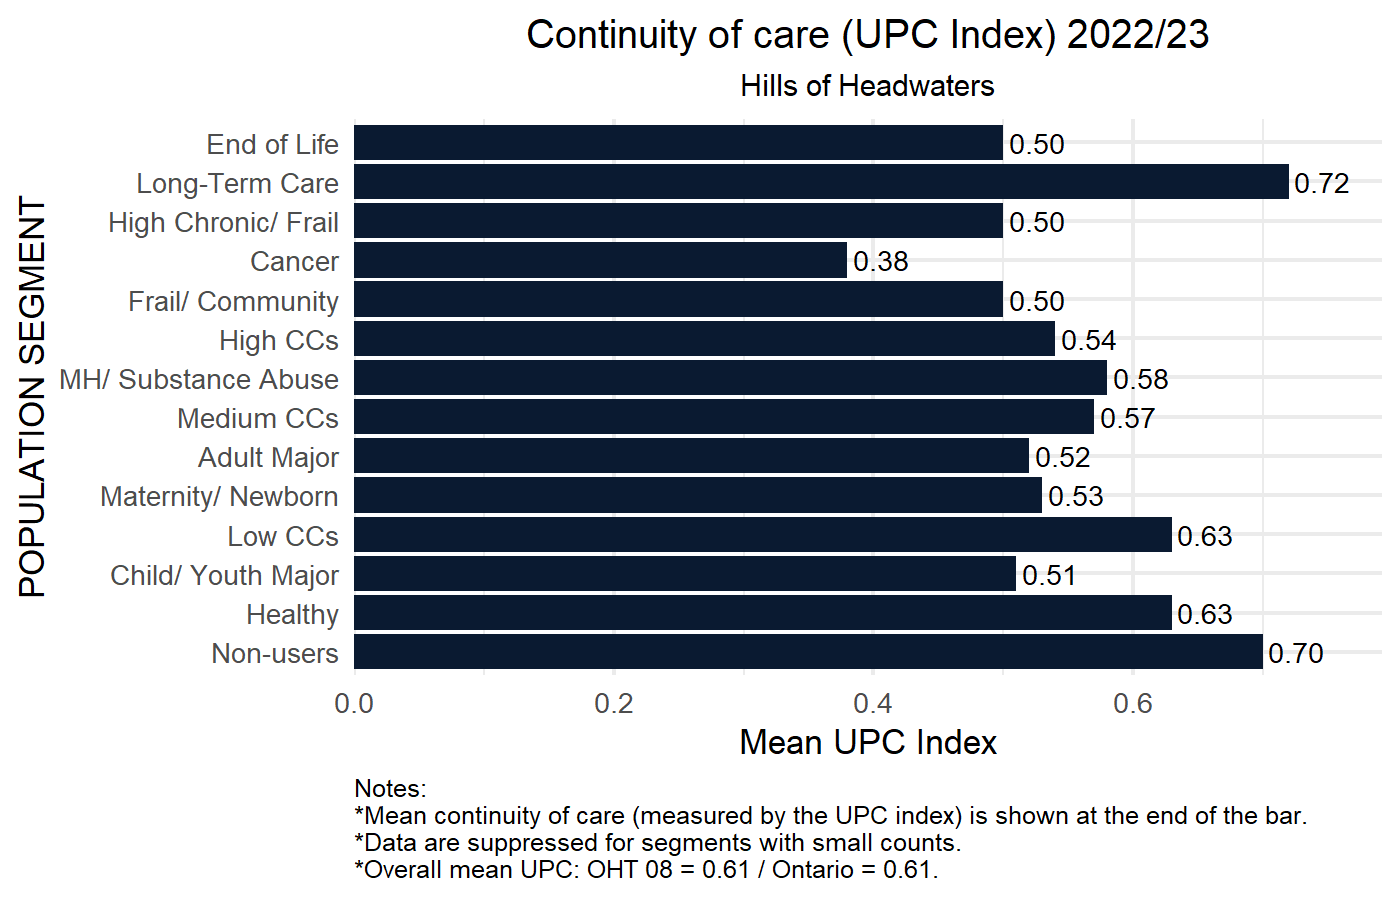 Continuity of care (UPC Index) 2022/23
Hills of Headwaters
POPULATION SEGMENT
End of Life 0.50
Long-Term Care 0.72
High Chronic/ Frail 0.50
Cancer 0.38
Frail/ Community 0.50
High CCs 0.54
MH/ Substance Abuse 0.58
Medium CCs 0.57
Adult Major 0.52
Maternity/ Newborn 0.53
Low CCs 0.63
Child/ Youth Major 0.51
Healthy 0.63
Non-users 0.70
0.0 0.2 0.4 0.6
Mean UPC Index
Notes:
*Mean continuity of care (measured by the UPC index) is shown at the end of the bar.
*Data are suppressed for segments with small counts.
*Overall mean UPC: OHT 08 = 0.61 / Ontario = 0.61.